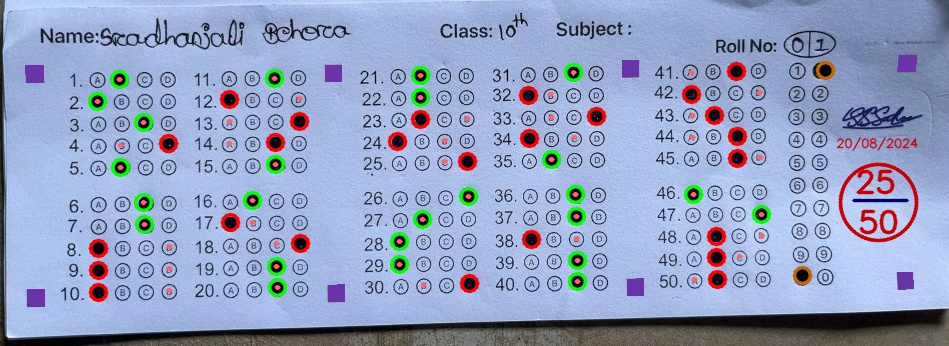 Name: Sradhanjali Behera Class: 10th Subject :
Roll No: 0 1
1. A B C D 11. A B C D 21. A B C D 31. A B C D 41. A B C D 1
2. B C D 12. B C D 22. A B C D 32. A B C D 42. A B C D 2 2
3. A B D 13. A B C 23. A B C D 33. A B C D 43. A B C D 3 3
4. A B C 14. A B D 24. A B C D 34. A B C D 44. A B C D 4 4
5. A C D 15. A B D 25. A B C D 35. A C D 45. A B D 5 5
6. A B D 16. A C D 26. A B C 36. A B D 46. B C D 6 6
7. A B D 17. B C D 27. A C D 37. A B D 47. A B C 7 7
8. B C D 18. A B C 28. B C D 38. B C D 48. A C D 8 8
9. B C D 19. A B D 29. B C D 39. A B D 49. A C D 9 9
10. B C D 20. A B D 30. A B C 40. A B D 50. A C D 0
20/08/2024
25
50